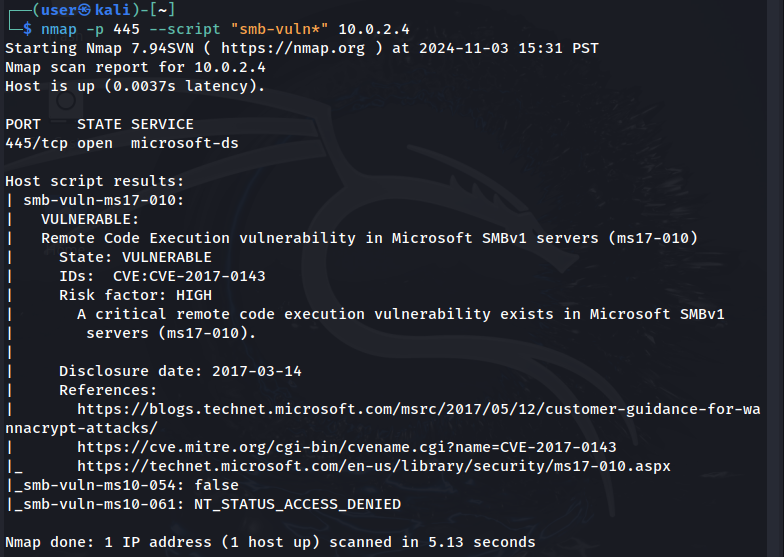 ┌──(user㉿kali)-[~]
└─$ nmap -p 445 --script "smb-vuln*" 10.0.2.4
Starting Nmap 7.94SVN ( https://nmap.org ) at 2024-11-03 15:31 PST
Nmap scan report for 10.0.2.4
Host is up (0.0037s latency).

PORT    STATE SERVICE
445/tcp open  microsoft-ds

Host script results:
| smb-vuln-ms17-010:
|   VULNERABLE:
|   Remote Code Execution vulnerability in Microsoft SMBv1 servers (ms17-010)
|     State: VULNERABLE
|     IDs:  CVE:CVE-2017-0143
|     Risk factor: HIGH
|       A critical remote code execution vulnerability exists in Microsoft SMBv1
|        servers (ms17-010).
|
|     Disclosure date: 2017-03-14
|     References:
|       https://blogs.technet.microsoft.com/msrc/2017/05/12/customer-guidance-for-wa
nnacrypt-attacks/
|       https://cve.mitre.org/cgi-bin/cvename.cgi?name=CVE-2017-0143
|_      https://technet.microsoft.com/en-us/library/security/ms17-010.aspx
|_smb-vuln-ms10-054: false
|_smb-vuln-ms10-061: NT_STATUS_ACCESS_DENIED

Nmap done: 1 IP address (1 host up) scanned in 5.13 seconds